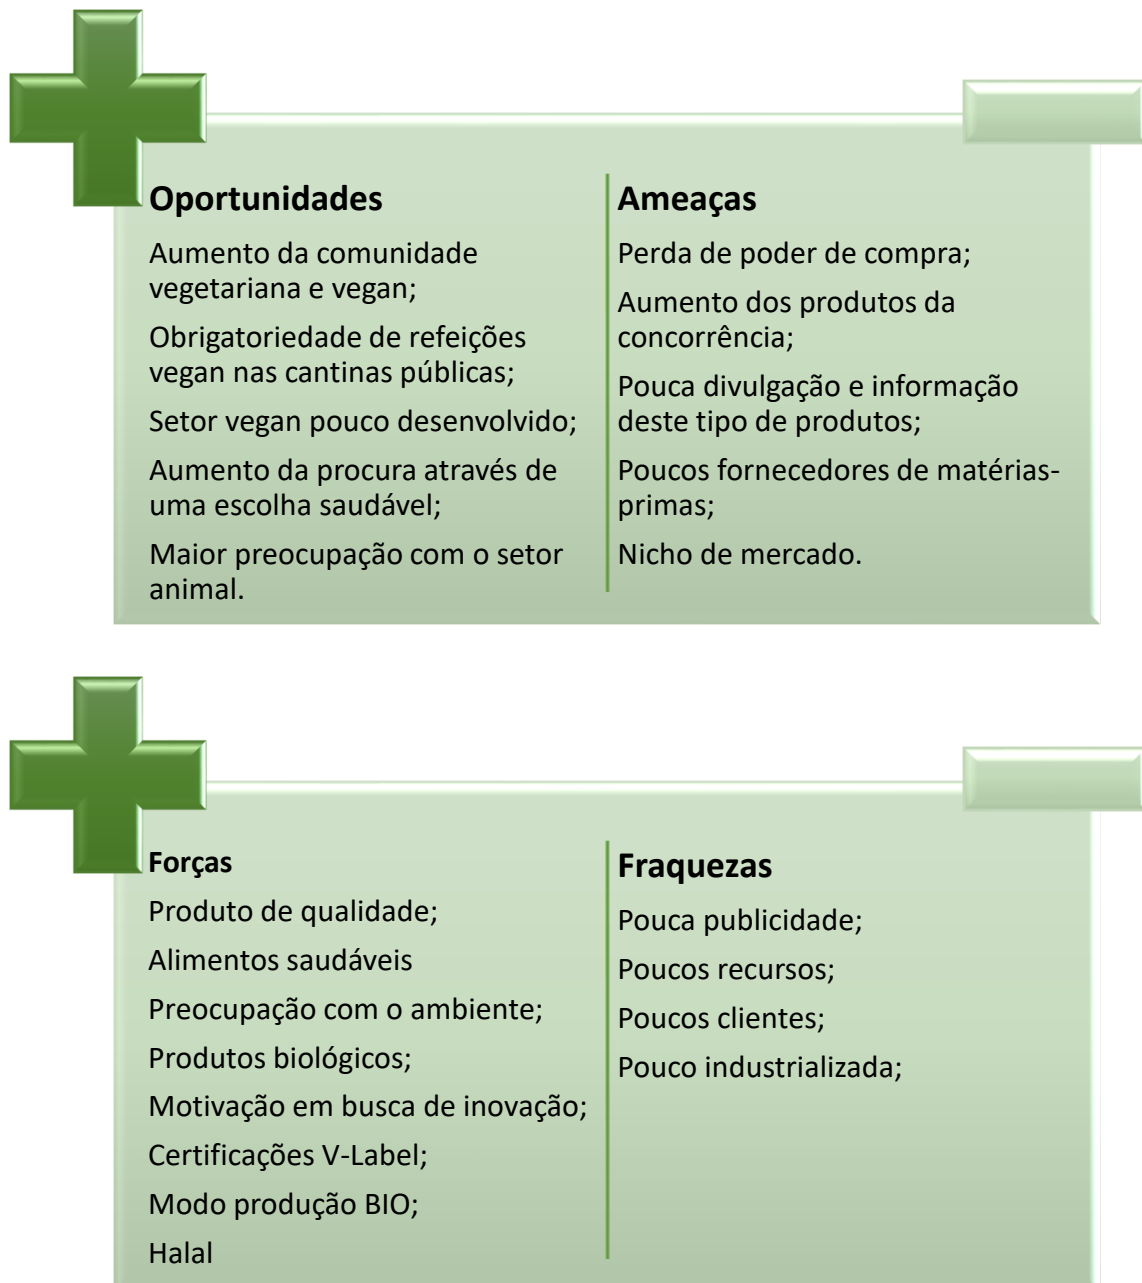 Oportunidades
Aumento da comunidade
vegetariana e vegan;
Obrigatoriedade de refeições
vegan nas cantinas públicas;
Setor vegan pouco desenvolvido;
Aumento da procura através de
uma escolha saudável;
Maior preocupação com o setor
animal.
Ameaças
Perda de poder de compra;
Aumento dos produtos da
concorrência;
Pouca divulgação e informação
deste tipo de produtos;
Poucos fornecedores de matérias-
primas;
Nicho de mercado.
Forças
Produto de qualidade;
Alimentos saudáveis
Preocupação com o ambiente;
Produtos biológicos;
Motivação em busca de inovação;
Certificações V-Label;
Modo produção BIO;
Halal
Fraquezas
Pouca publicidade;
Poucos recursos;
Poucos clientes;
Pouco industrializada;